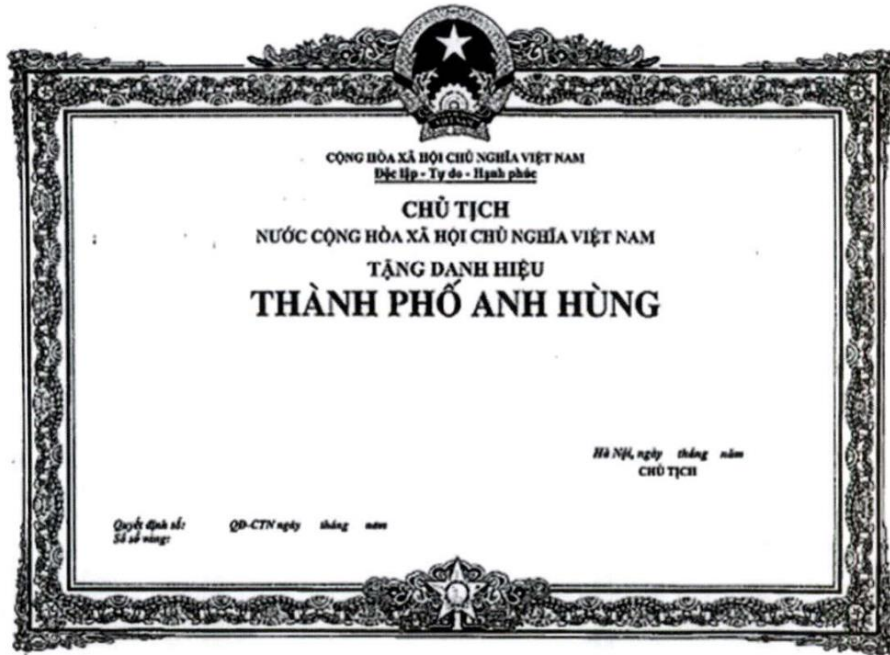 CỘNG HÒA XÃ HỘI CHỦ NGHĨA VIỆT NAM
Độc lập - Tự do - Hạnh phúc
CHỦ TỊCH
NƯỚC CỘNG HÒA XÃ HỘI CHỦ NGHĨA VIỆT NAM
TẶNG DANH HIỆU
THÀNH PHỐ ANH HÙNG
Hà Nội, ngày tháng năm
CHỦ TỊCH
Quyết định số: QĐ-CTN ngày tháng năm
Số sổ vàng: